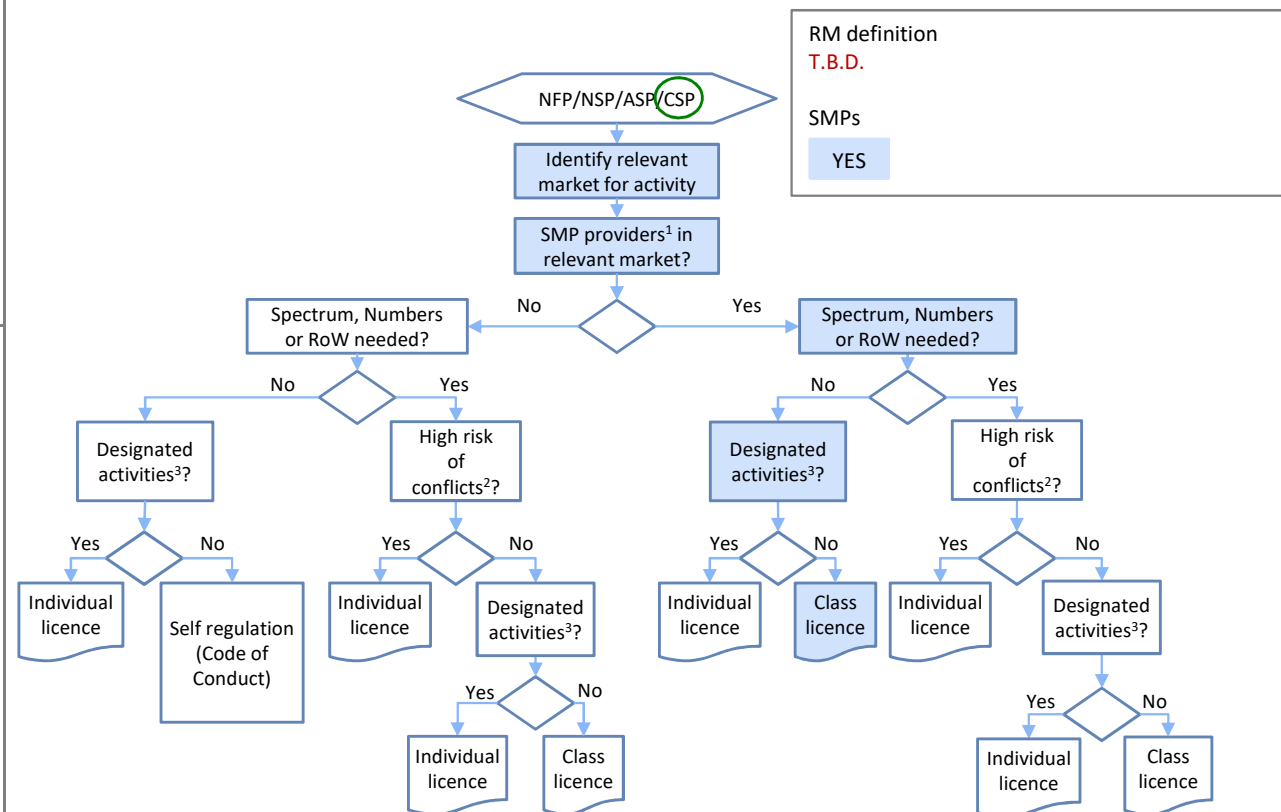 RM definition
T.B.D.
SMPs
YES
NFP/NSP/ASP/CSP
Identify relevant
market for activity
SMP providers¹ in
relevant market?
No
Yes
Spectrum, Numbers
or RoW needed?
Spectrum, Numbers
or RoW needed?
No
Yes
No
Yes
Designated
activities³?
High risk
of
conflicts²?
Designated
activities³?
High risk
of
conflicts²?
Yes
No
Yes
No
Yes
No
Yes
No
Individual
licence
Self regulation
(Code of
Conduct)
Individual
licence
Designated
activities³?
Individual
licence
Class
licence
Individual
licence
Designated
activities³?
Yes
No
Yes
No
Individual
licence
Class
licence
Individual
licence
Class
licence